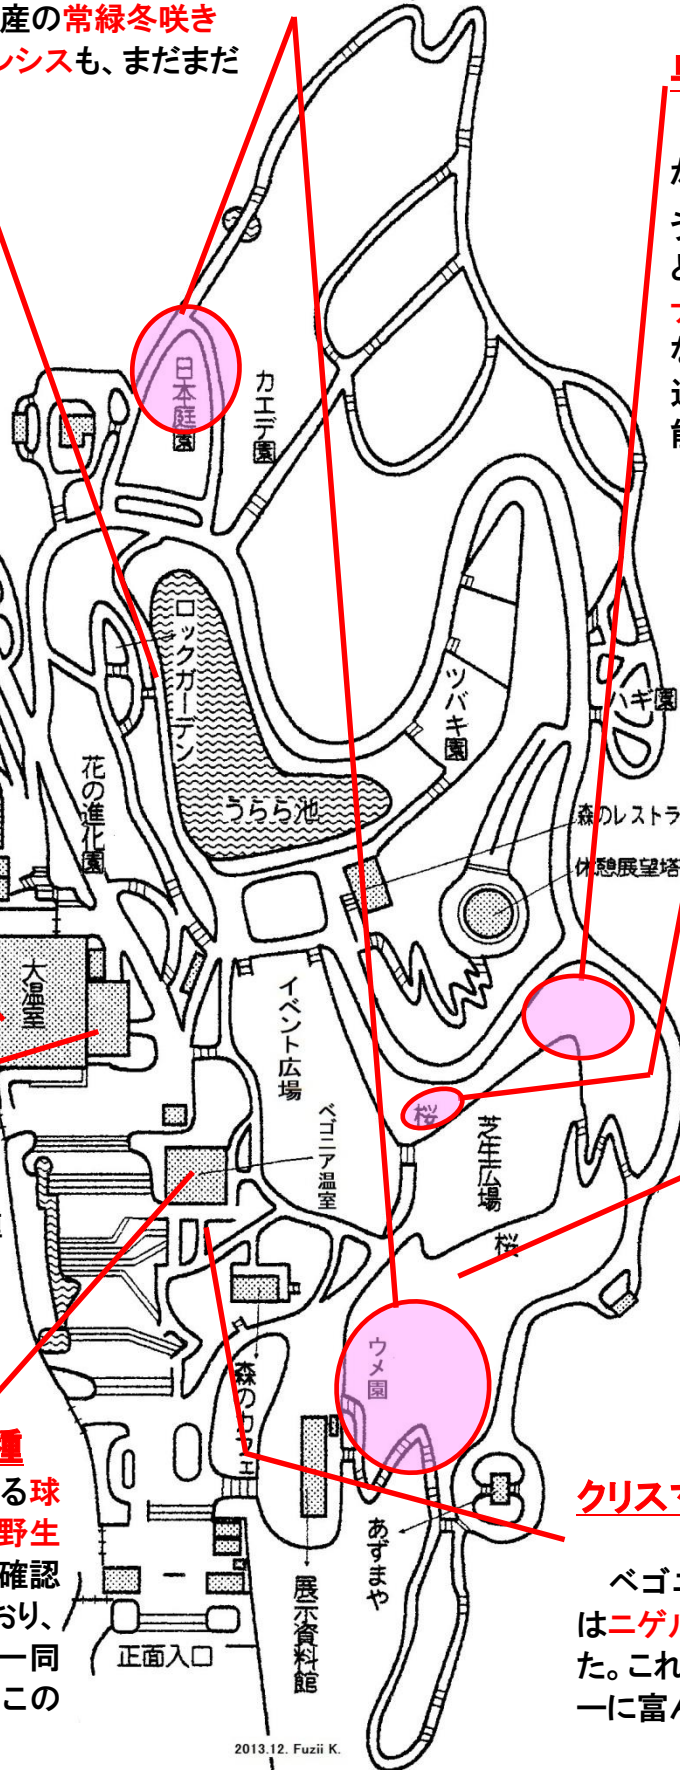 産の常緑冬咲き
ンシスも、まだまだ
日本庭園
カエデ園
ロックガーデン
ツバキ園
ハギ園
花の進化園
うらら池
森のレストラ
休憩展望塔
大温室
イベント広場
ベゴニア温室
桜
芝生広場
桜
ウメ園
森のカフェ
あずまや
展示資料館
正面入口
種
る球
野生
確認
おり、
一同
この
クリスマ
ベゴニ
はニゲル
た。これ
ーに富ん
2013.12. Fuzii K.